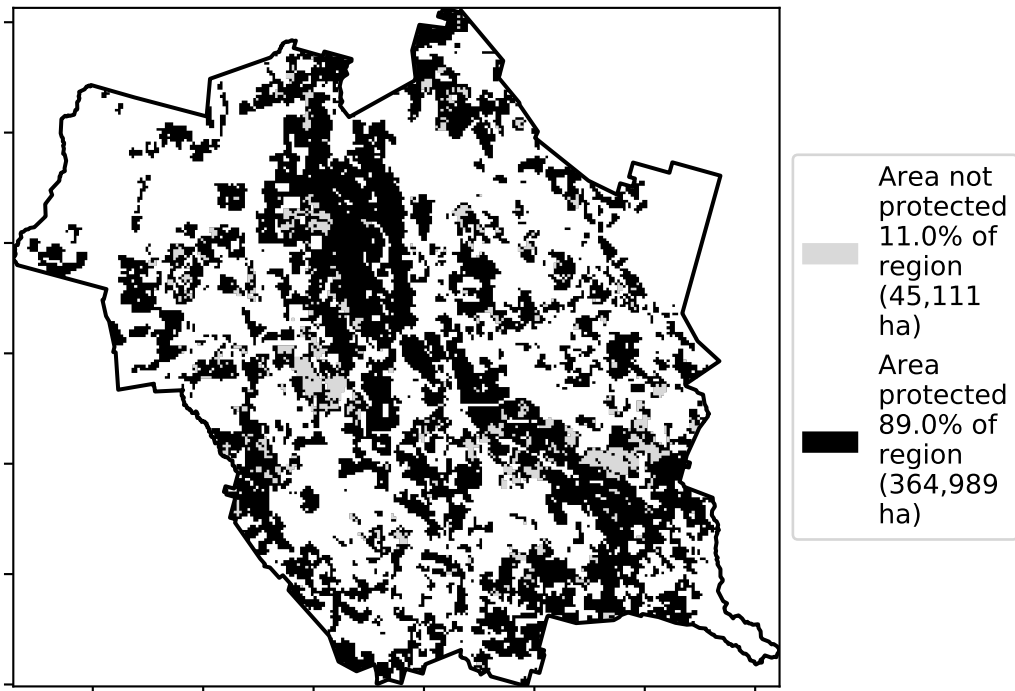 Area not
protected
11.0% of
region
(45,111
ha)
Area
protected
89.0% of
region
(364,989
ha)